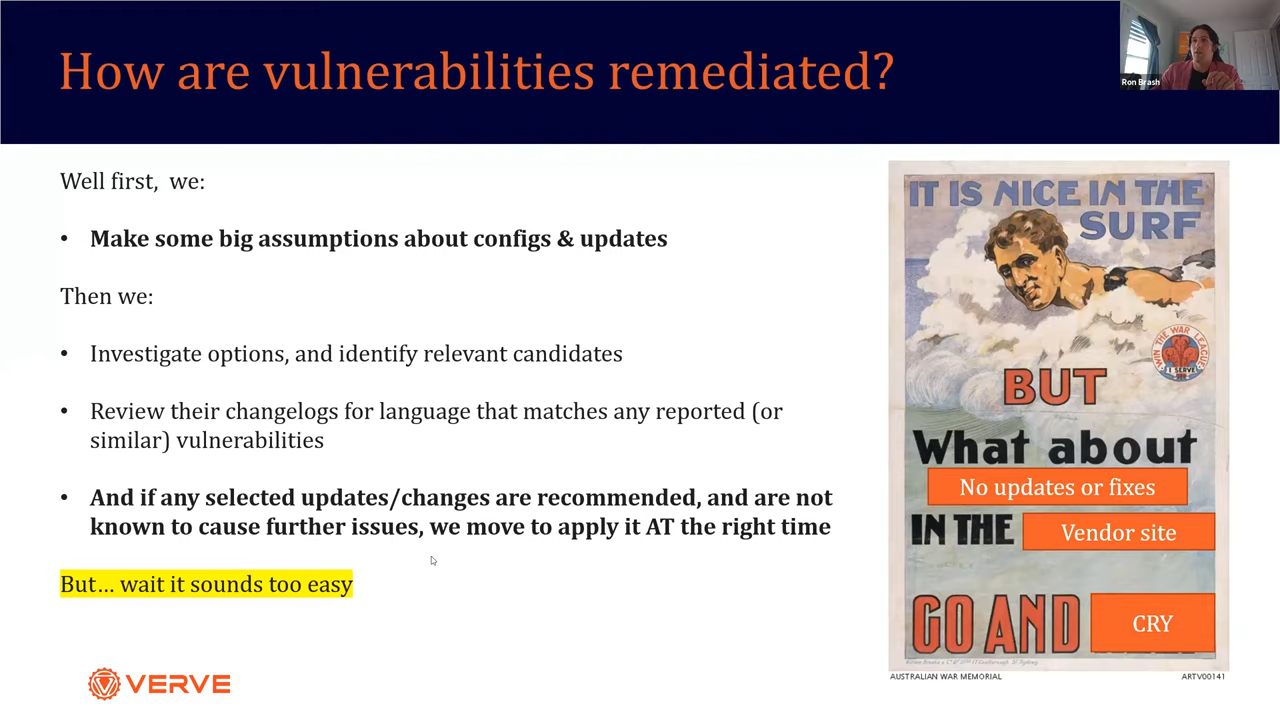 How are vulnerabilities remediated?
Ron Brash
Well first, we:
• Make some big assumptions about configs & updates
Then we:
• Investigate options, and identify relevant candidates
• Review their changelogs for language that matches any reported (or
similar) vulnerabilities
• And if any selected updates/changes are recommended, and are not
known to cause further issues, we move to apply it AT the right time
But… wait it sounds too easy
VERVE
IT IS NICE IN THE
SURF
WIN THE WAR LEAGUE
I SERVE
BUT
What about
No updates or fixes
IN THE
Vendor site
GO AND
CRY
AUSTRALIAN WAR MEMORIAL
ARTV00141